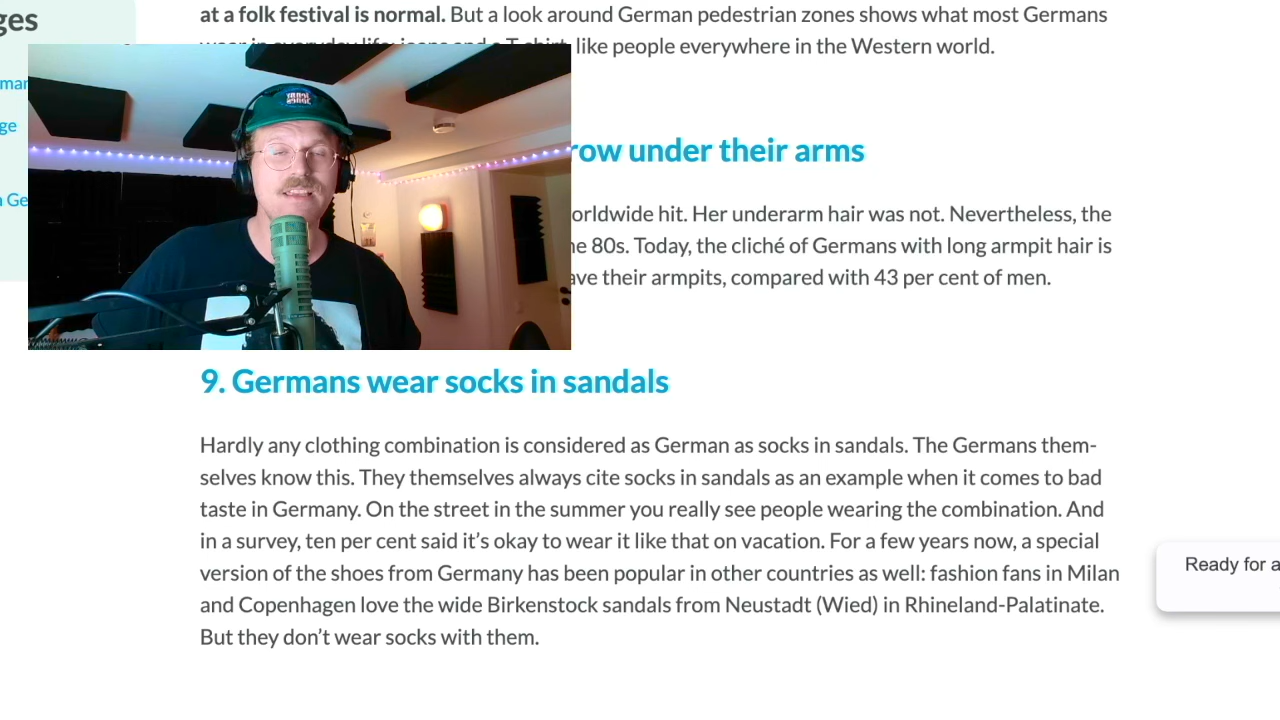 ges
at a folk festival is normal. But a look around German pedestrian zones shows what most Germans
like people everywhere in the Western world.
ge
row under their arms
orldwide hit. Her underarm hair was not. Nevertheless, the
80s. Today, the cliché of Germans with long armpit hair is
ave their armpits, compared with 43 per cent of men.
9. Germans wear socks in sandals
Hardly any clothing combination is considered as German as socks in sandals. The Germans them-
selves know this. They themselves always cite socks in sandals as an example when it comes to bad
taste in Germany. On the street in the summer you really see people wearing the combination. And
in a survey, ten per cent said it’s okay to wear it like that on vacation. For a few years now, a special
version of the shoes from Germany has been popular in other countries as well: fashion fans in Milan
and Copenhagen love the wide Birkenstock sandals from Neustadt (Wied) in Rhineland-Palatinate.
But they don’t wear socks with them.
Ready for a